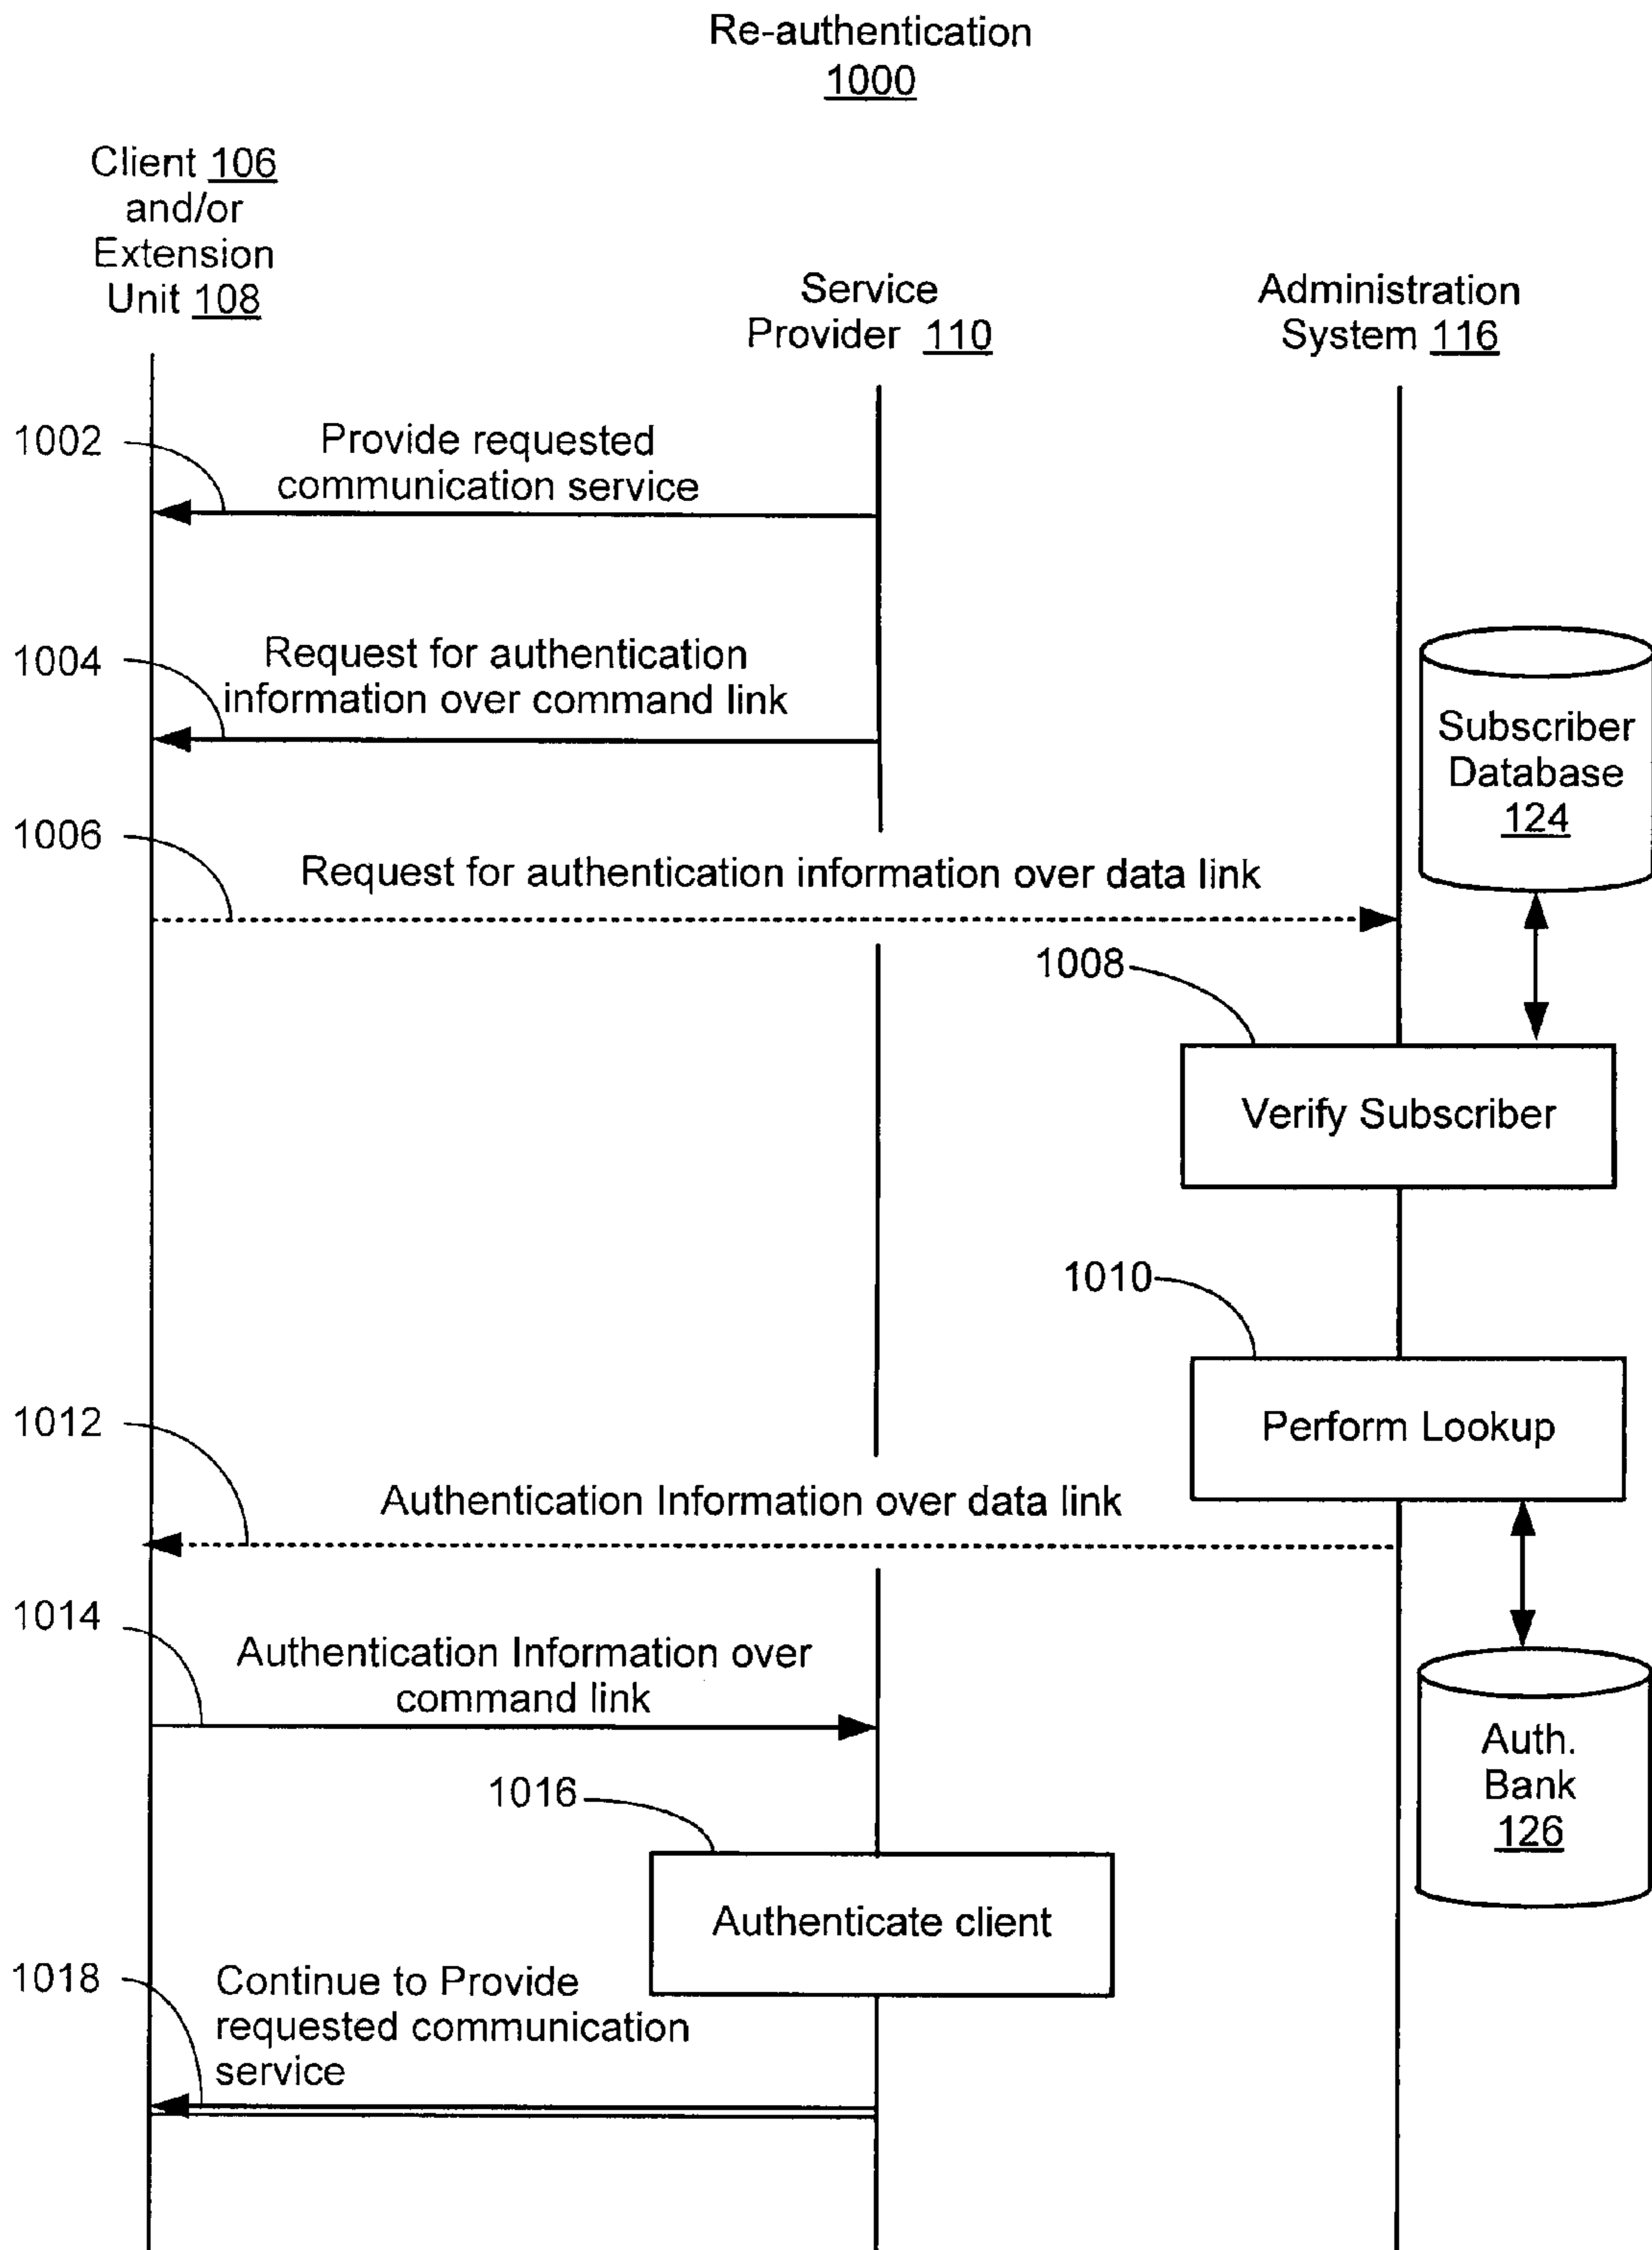 Re-authentication
1000
Client 106
and/or
Extension
Unit 108
Service
Provider 110
Administration
System 116
1002
Provide requested
communication service
1004
Request for authentication
information over command link
Subscriber
Database
124
1006
Request for authentication information over data link
1008
Verify Subscriber
1010
Perform Lookup
1012
Authentication Information over data link
1014
Authentication Information over
command link
Auth.
Bank
126
1016
Authenticate client
1018
Continue to Provide
requested communication
service